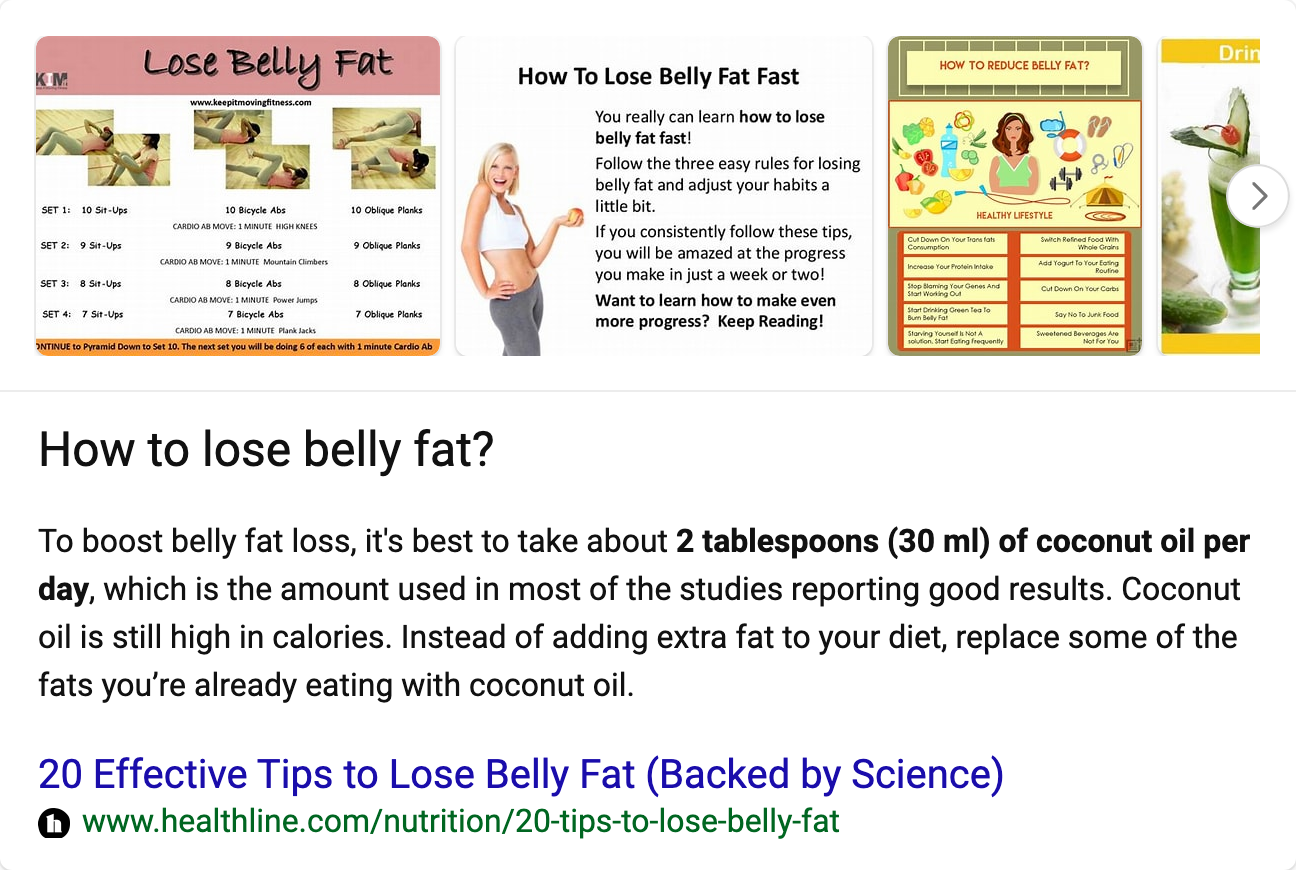 Lose Belly Fat
KIM
www.keepitmovingfitness.com
SET 1: 10 Sit-Ups 10 Bicycle Abs 10 Oblique Planks
CARDIO AB MOVE: 1 MINUTE HIGH KNEES
SET 2: 9 Sit-Ups 9 Bicycle Abs 9 Oblique Planks
CARDIO AB MOVE: 1 MINUTE Mountain Climbers
SET 3: 8 Sit-Ups 8 Bicycle Abs 8 Oblique Planks
CARDIO AB MOVE: 1 MINUTE Power Jumps
SET 4: 7 Sit-Ups 7 Bicycle Abs 7 Oblique Planks
CARDIO AB MOVE: 1 MINUTE Plank Jacks
ONTINUE to Pyramid Down to Set 10. The next set you will be doing 6 of each with 1 minute Cardio Ab
How To Lose Belly Fat Fast
You really can learn how to lose
belly fat fast!
Follow the three easy rules for losing
belly fat and adjust your habits a
little bit.
If you consistently follow these tips,
you will be amazed at the progress
you make in just a week or two!
Want to learn how to make even
more progress? Keep Reading!
HOW TO REDUCE BELLY FAT?
HEALTHY LIFESTYLE
Cut Down On Your Trans fats
Consumption
Increase Your Protein Intake
Stop Blaming Your Genes And
Start Working Out
Start Drinking Green Tea To
Burn Belly Fat
Starving Yourself Is Not A
solution, Start Eating Frequently
Switch Refined Food With
Whole Grains
Add Yogurt To Your Eating
Routine
Cut Down On Your Carbs
Say No To Junk Food
Sweetened Beverages Are
Not For You
Drin
How to lose belly fat?
To boost belly fat loss, it's best to take about 2 tablespoons (30 ml) of coconut oil per
day, which is the amount used in most of the studies reporting good results. Coconut
oil is still high in calories. Instead of adding extra fat to your diet, replace some of the
fats you’re already eating with coconut oil.
20 Effective Tips to Lose Belly Fat (Backed by Science)
h www.healthline.com/nutrition/20-tips-to-lose-belly-fat